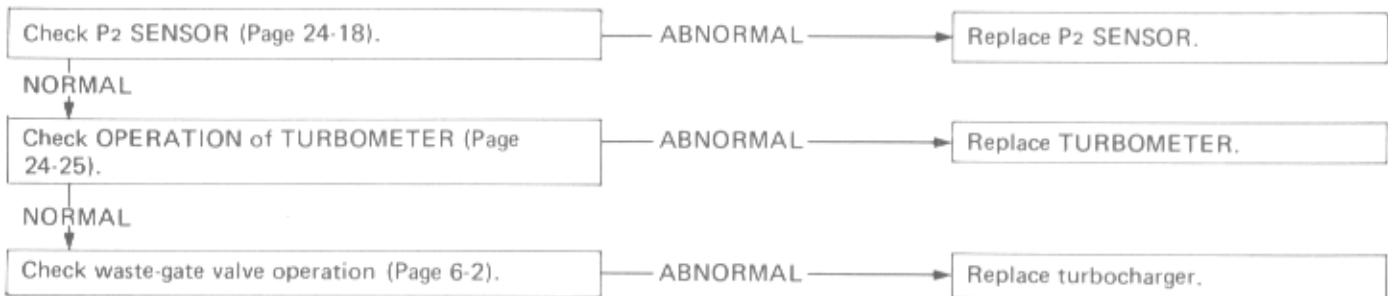 Check P2 SENSOR (Page 24-18).
ABNORMAL
Replace P2 SENSOR.
NORMAL
Check OPERATION of TURBOMETER (Page
24-25).
ABNORMAL
Replace TURBOMETER.
NORMAL
Check waste-gate valve operation (Page 6-2).
ABNORMAL
Replace turbocharger.